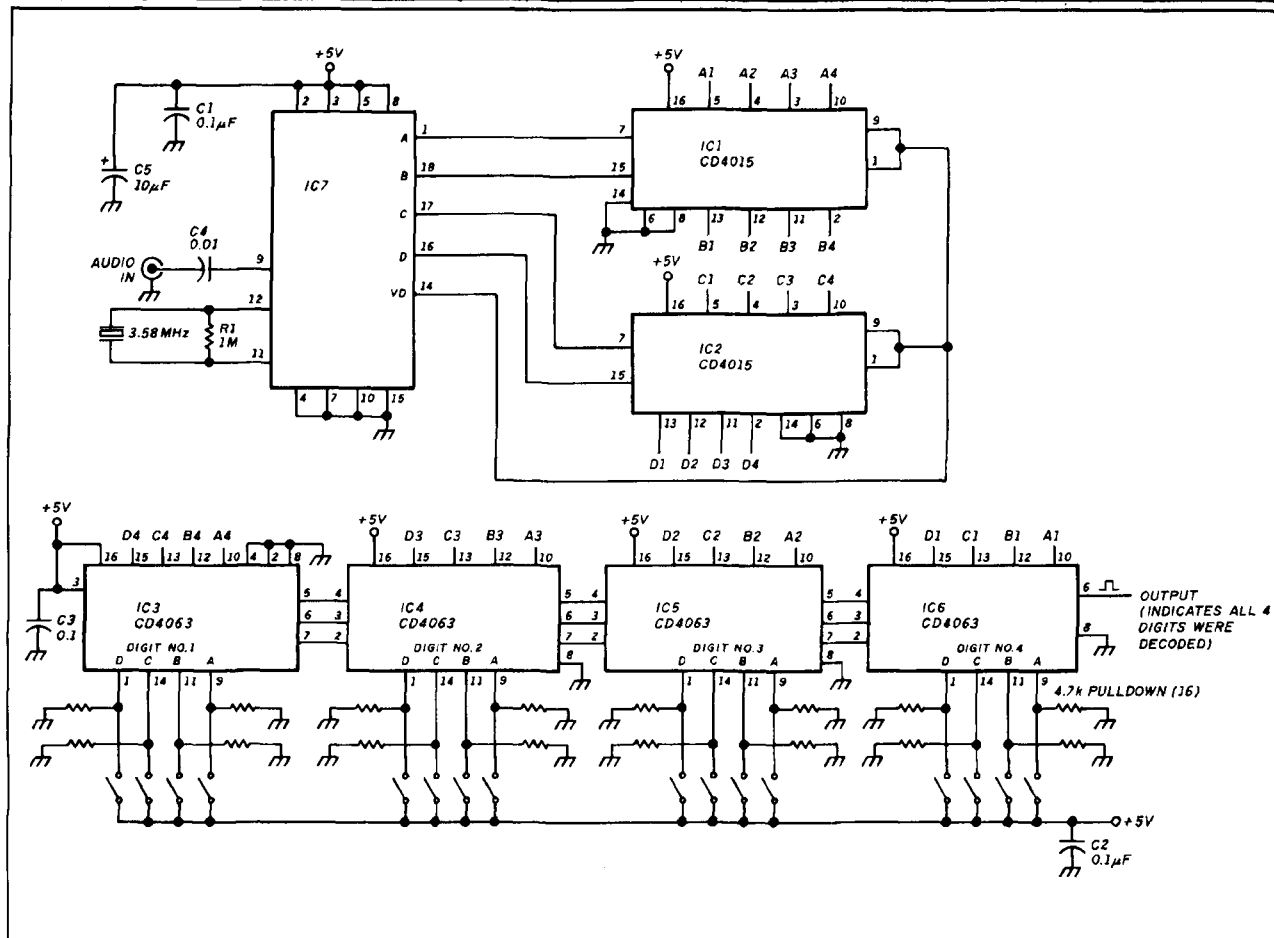 +5V
C1
0.1µF
+ C5
10µF
2 3 5 8
IC7
A 1
B 18
C 17
D 16
VD 14
C4
0.01
AUDIO
IN
9
12
3.58MHz
R1
1M
11
4 7 10 15
+5V
A1 A2 A3 A4
16 5 4 3 10
7
15
14
IC1
CD4015
9
1
6 8 13 12 11 2
B1 B2 B3 B4
+5V
C1 C2 C3 C4
16 5 4 3 10
7
15
IC2
CD4015
9
1
13 12 11 2 14 6 8
D1 D2 D3 D4
+5V
D4 C4 B4 A4
16 15 13 12 10 4 2 8
3
C3
0.1
IC3
CD4063
5 6 7
DIGIT NO.1
D C B A
1 14 11 9
+5V
D3 C3 B3 A3
16 15 13 12 10
4 3 2
IC4
CD4063
5 6 7 8
DIGIT NO.2
D C B A
1 14 11 9
+5V
D2 C2 B2 A2
16 15 13 12 10
4 3 2
IC5
CD4063
5 6 7 8
DIGIT NO.3
D C B A
1 14 11 9
+5V
D1 C1 B1 A1
16 15 13 12 10
4 3 2
IC6
CD4063
6
8
OUTPUT
(INDICATES ALL 4
DIGITS WERE
DECODED)
DIGIT NO.4
D C B A
1 14 11 9
4.7k PULLDOWN (16)
+5V
C2
0.1µF